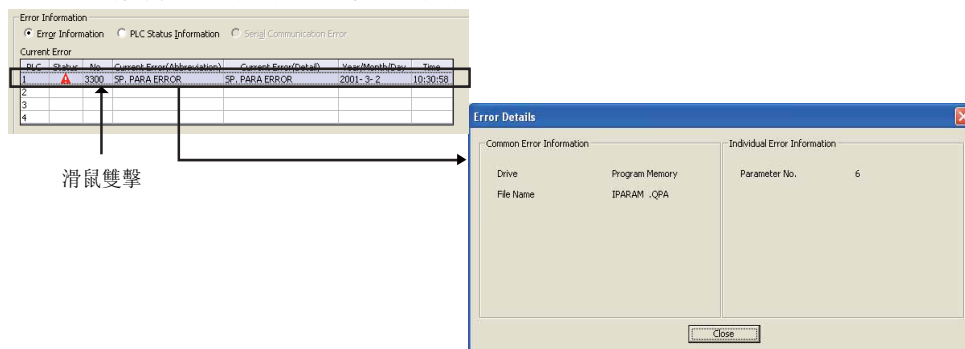 Error Information
Error Information PLC Status Information Serial Communication Error
Current Error
PLC Status No. Current Error(Abbreviation) Current Error(Detail) Year/Month/Day Time
1 3300 SP. PARA ERROR SP. PARA ERROR 2001- 3- 2 10:30:58
2
3
4
滑鼠雙擊
Error Details
Common Error Information Individual Error Information
Drive Program Memory Parameter No. 6
File Name IPARAM .QPA
Close